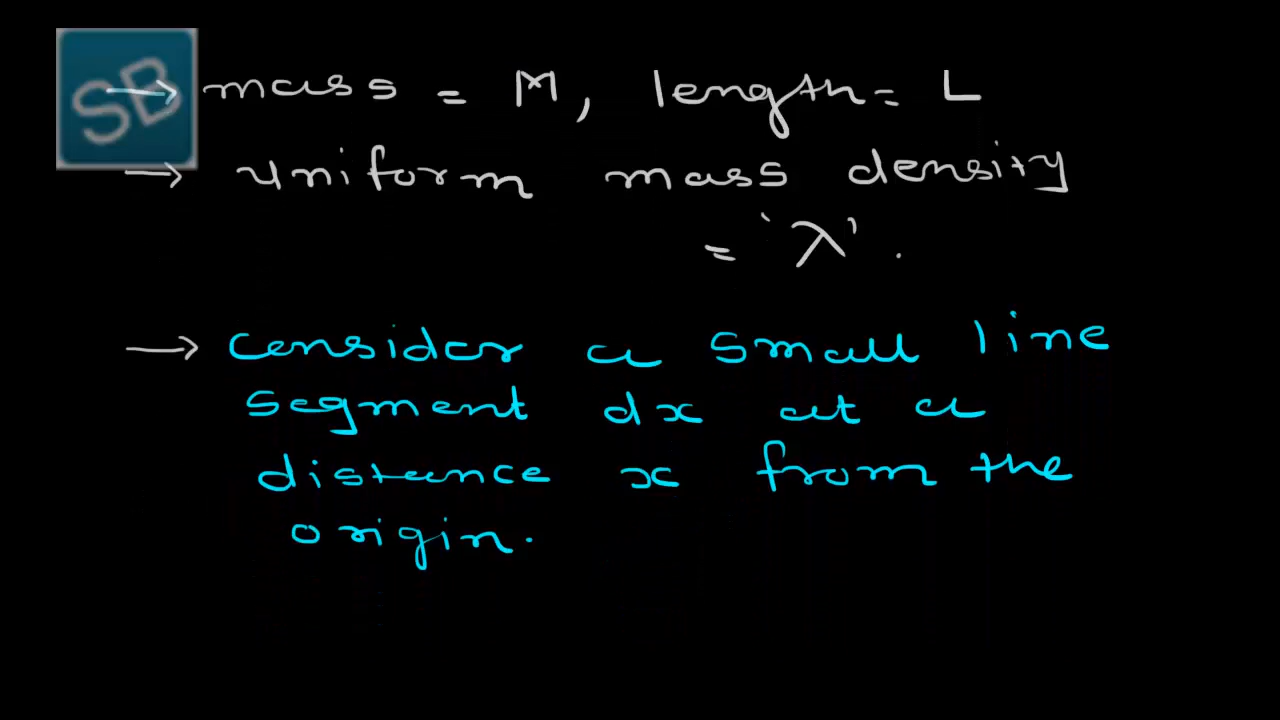 SB
→ mass = M, length = L
→ uniform mass density
= 'λ'.
→ consider a small line
segment dx at a
distance x from the
origin.